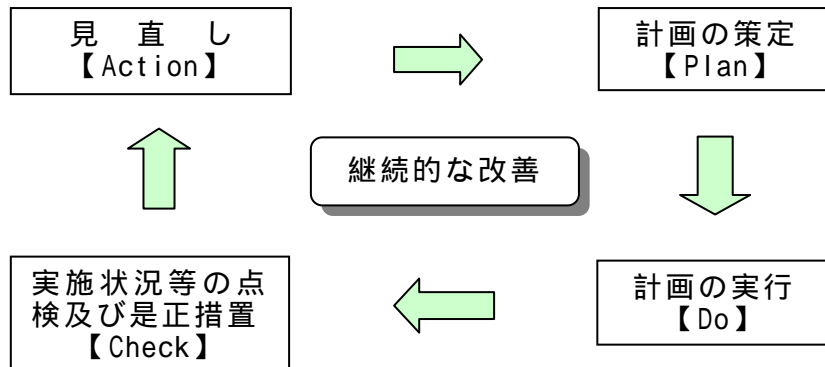 見直し
【Action】
計画の策定
【Plan】
継続的な改善
実施状況等の点
検及び是正措置
【Check】
計画の実行
【Do】